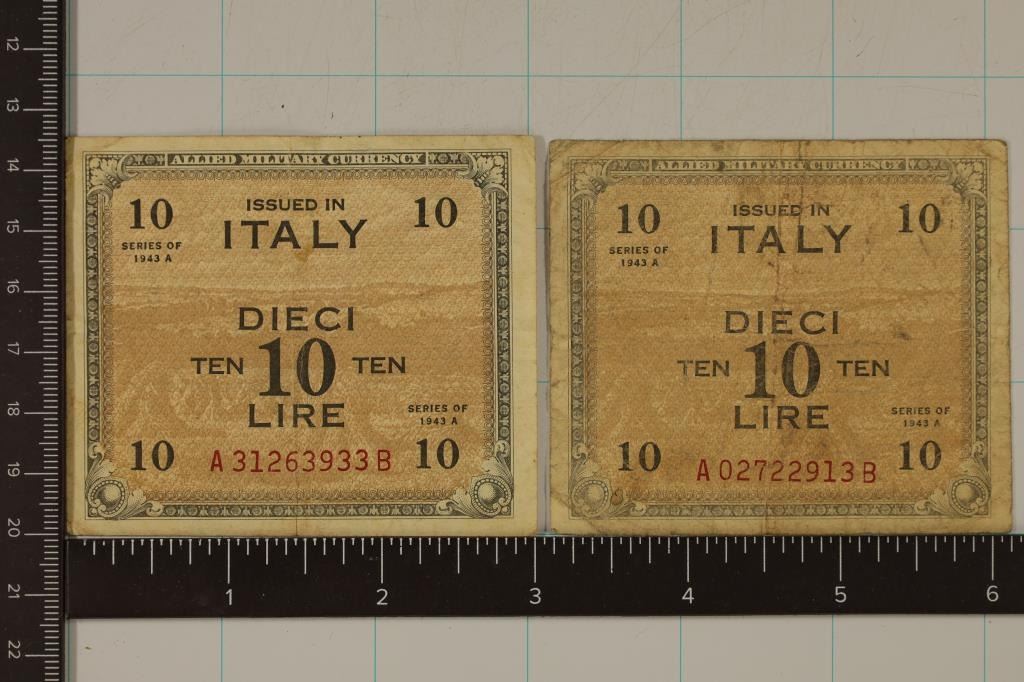 ALLIED MILITARY CURRENCY
10 ISSUED IN 10
ITALY
SERIES OF
1943 A
DIECI
TEN 10 TEN
LIRE
SERIES OF
1943 A
10 A 31263933 B 10
ALLIED MILITARY CURRENCY
10 ISSUED IN 10
ITALY
SERIES OF
1943 A
DIECI
TEN 10 TEN
LIRE
SERIES OF
1943 A
10 A 02722913 B 10
12
13
14
15
16
17
18
19
20
21
22
1 2 3 4 5 6